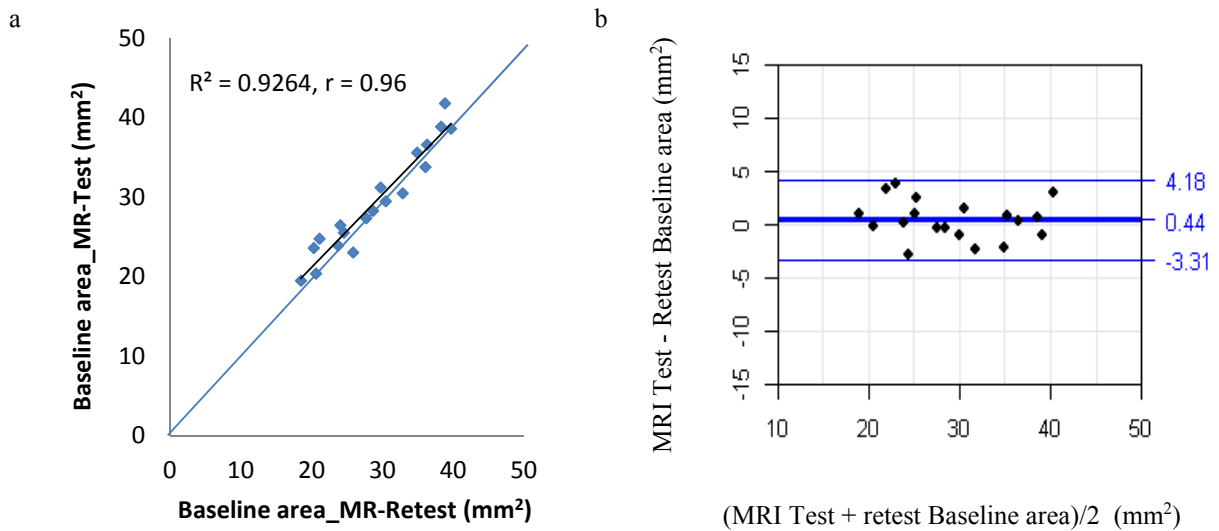 a
50
40
30
20
10
0
R² = 0.9264, r = 0.96
Baseline area_MR-Test (mm²)
0 20 30 40 50
Baseline area_MR-Retest (mm²)
b
MRI Test - Retest Baseline area (mm²)
15
10
5
0
-5
-10
-15
4.18
0.44
-3.31
10 20 30 40 50
(MRI Test + retest Baseline area)/2 (mm²)